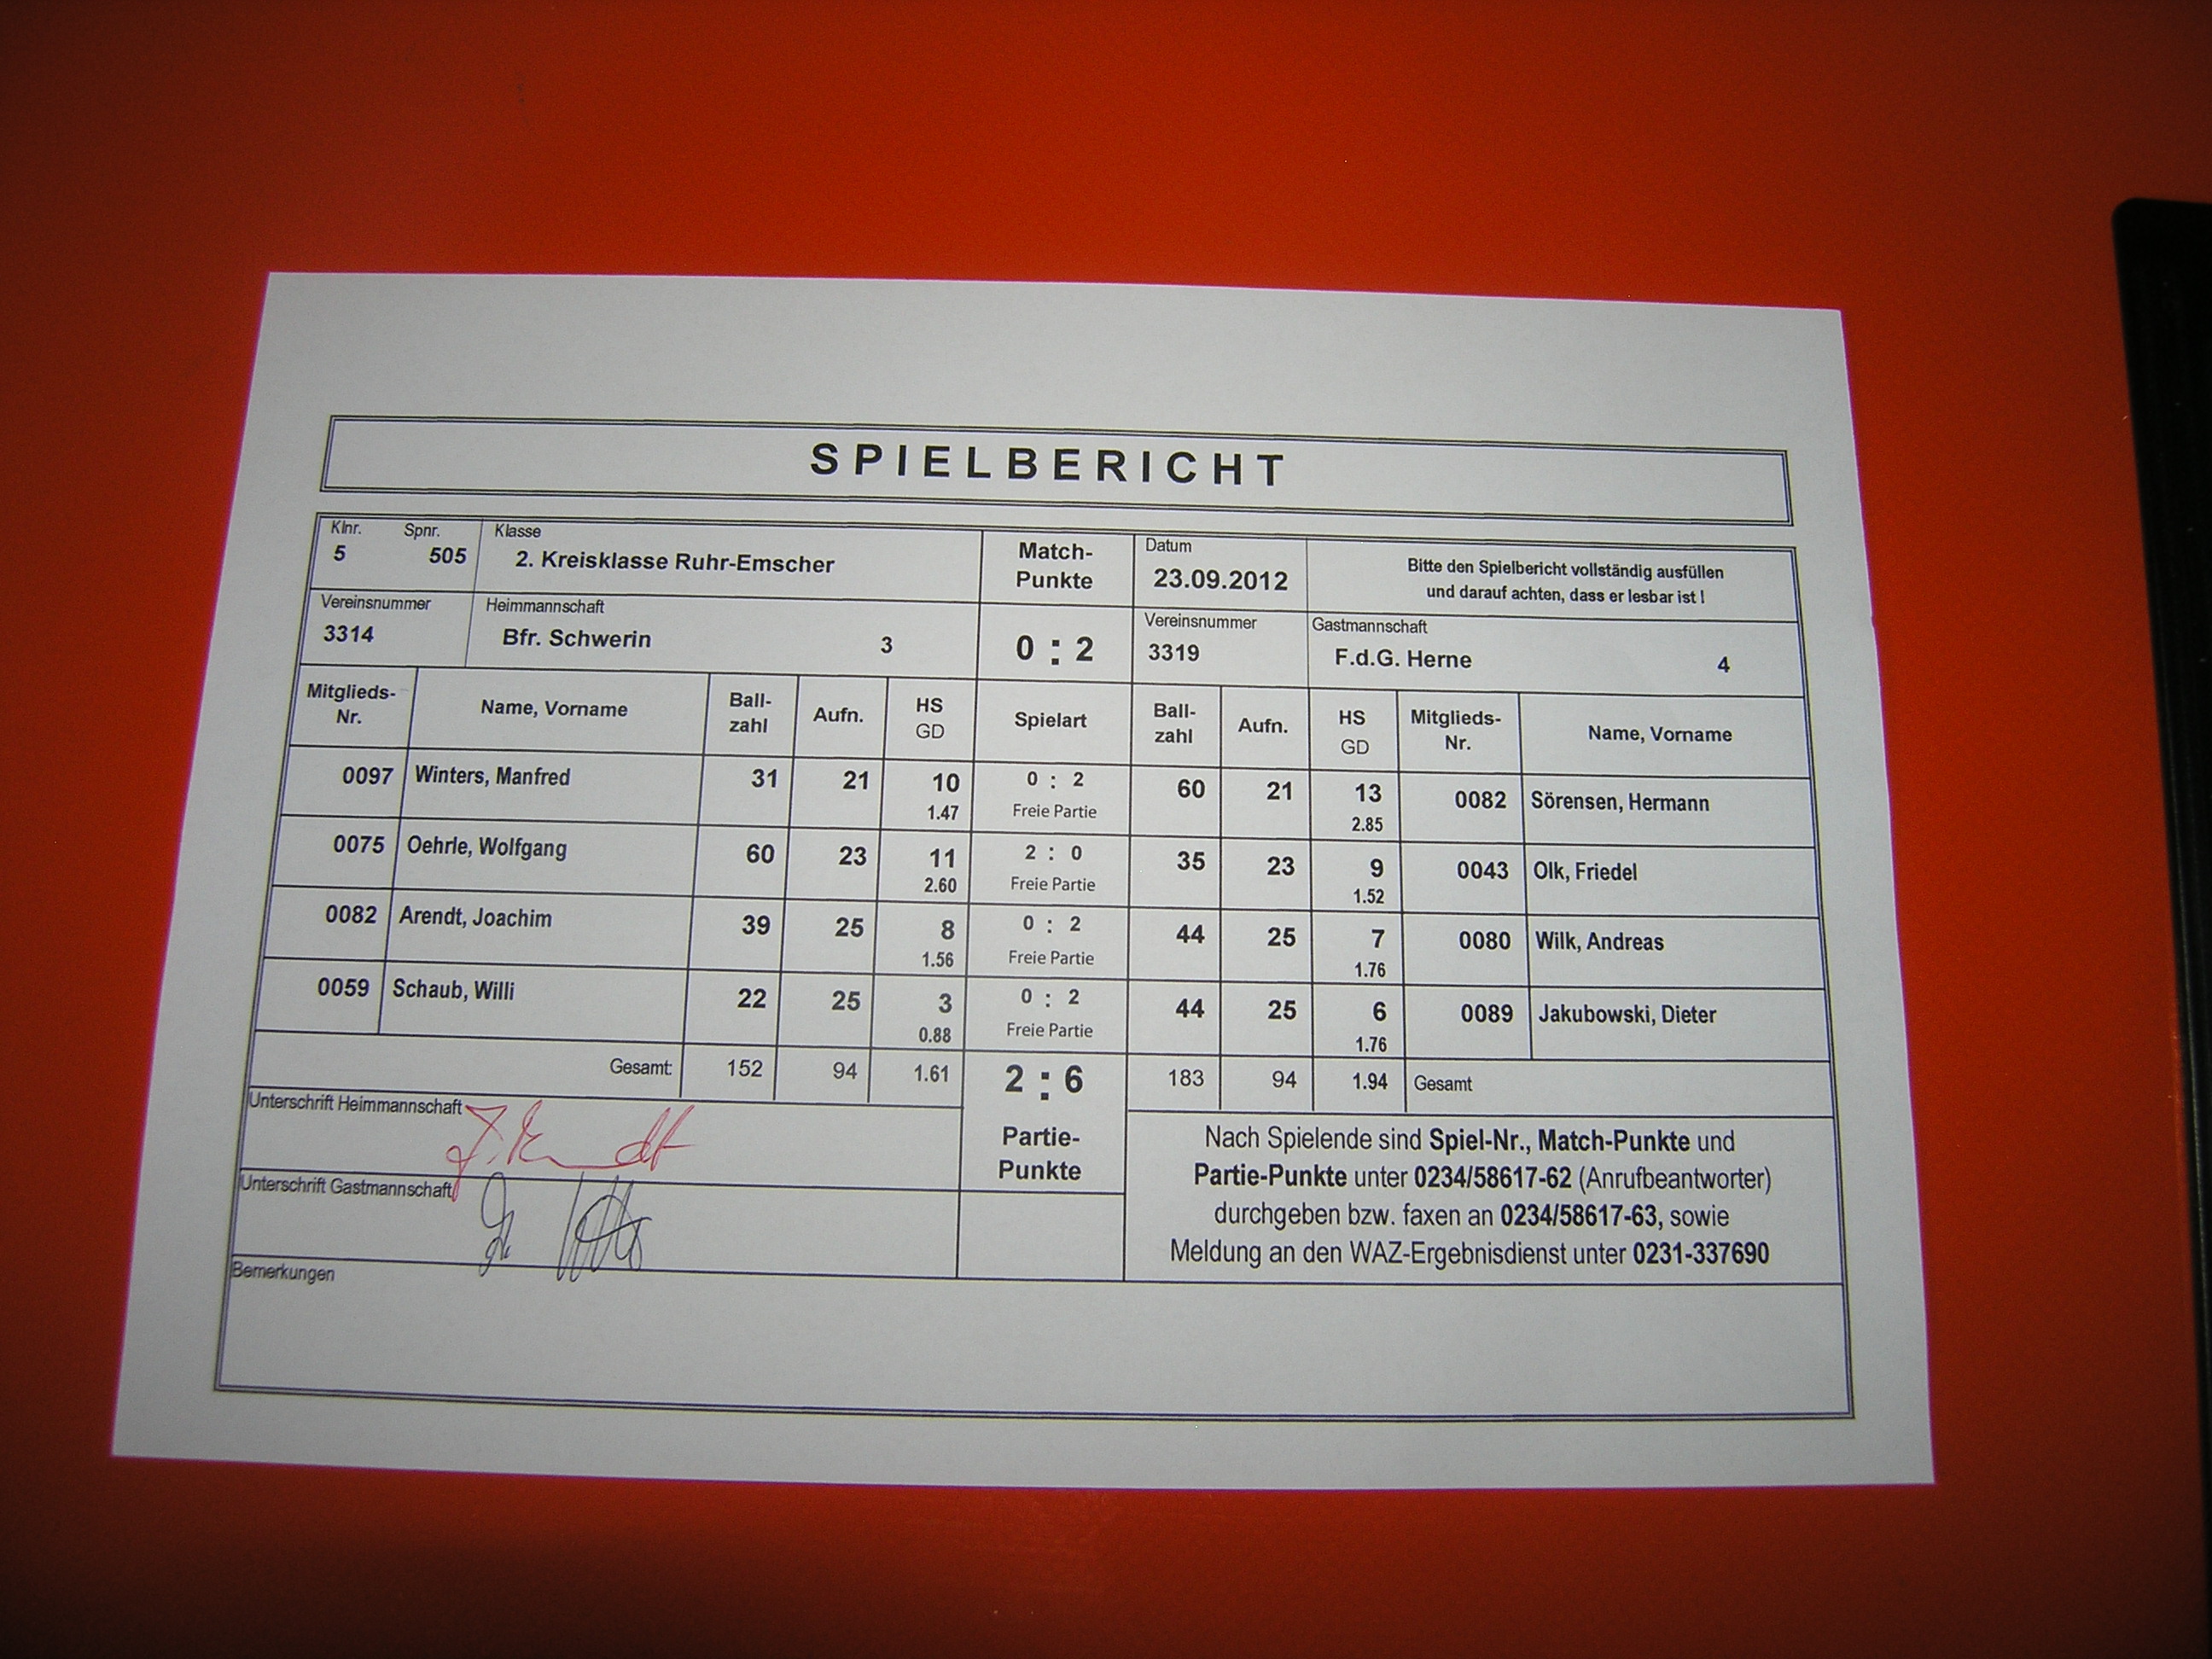 SPIELBERICHT
Klnr. Spnr. Klasse
5 505 2. Kreisklasse Ruhr-Emscher
Match-
Punkte
Datum
23.09.2012
Bitte den Spielbericht vollständig ausfüllen
und darauf achten, dass er lesbar ist !
Vereinsnummer Heimmannschaft
3314 Bfr. Schwerin 3
0 : 2
Vereinsnummer Gastmannschaft
3319 F.d.G. Herne 4
Mitglieds-
Nr.
Name, Vorname
Ball-
zahl
Aufn.
HS
GD
Spielart
Ball-
zahl
Aufn.
HS
GD
Mitglieds-
Nr.
Name, Vorname
0097 Winters, Manfred 31 21 10 0 : 2 60 21 13 0082 Sörensen, Hermann
1.47 Freie Partie 2.85
0075 Oehrle, Wolfgang 60 23 11 2 : 0 35 23 9 0043 Olk, Friedel
2.60 Freie Partie 1.52
0082 Arendt, Joachim 39 25 8 0 : 2 44 25 7 0080 Wilk, Andreas
1.56 Freie Partie 1.76
0059 Schaub, Willi 22 25 3 0 : 2 44 25 6 0089 Jakubowski, Dieter
0.88 Freie Partie 1.76
Gesamt: 152 94 1.61 2 : 6 183 94 1.94 Gesamt
Unterschrift Heimmannschaft
Partie-
Punkte
Unterschrift Gastmannschaft
Nach Spielende sind Spiel-Nr., Match-Punkte und
Partie-Punkte unter 0234/58617-62 (Anrufbeantworter)
durchgeben bzw. faxen an 0234/58617-63, sowie
Meldung an den WAZ-Ergebnisdienst unter 0231-337690
Bemerkungen